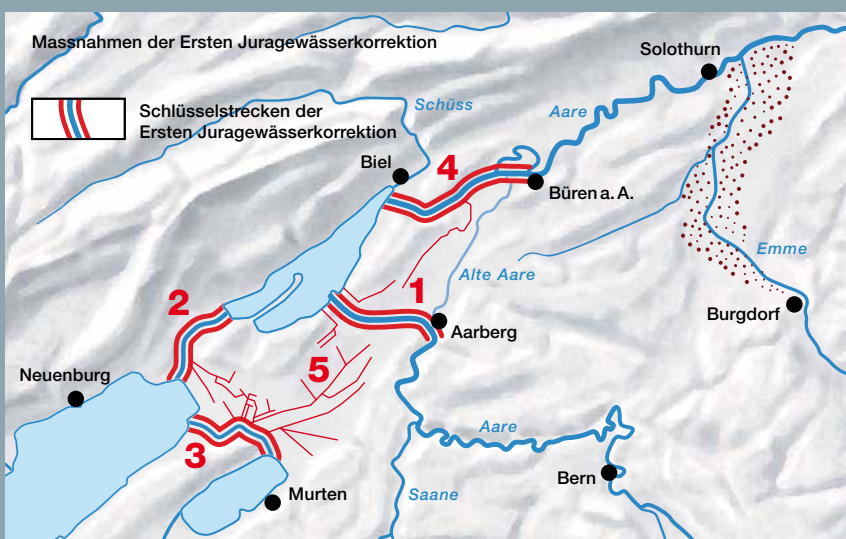 Massnahmen der Ersten Juragewässerkorrektion
Schlüsselstrecken der
Ersten Juragewässerkorrektion
Solothurn
Schüss
Aare
Biel
4
Büren a. A.
Alte Aare
Emme
2
1
Burgdorf
Aarberg
5
Neuenburg
Aare
3
Bern
Murten
Saane